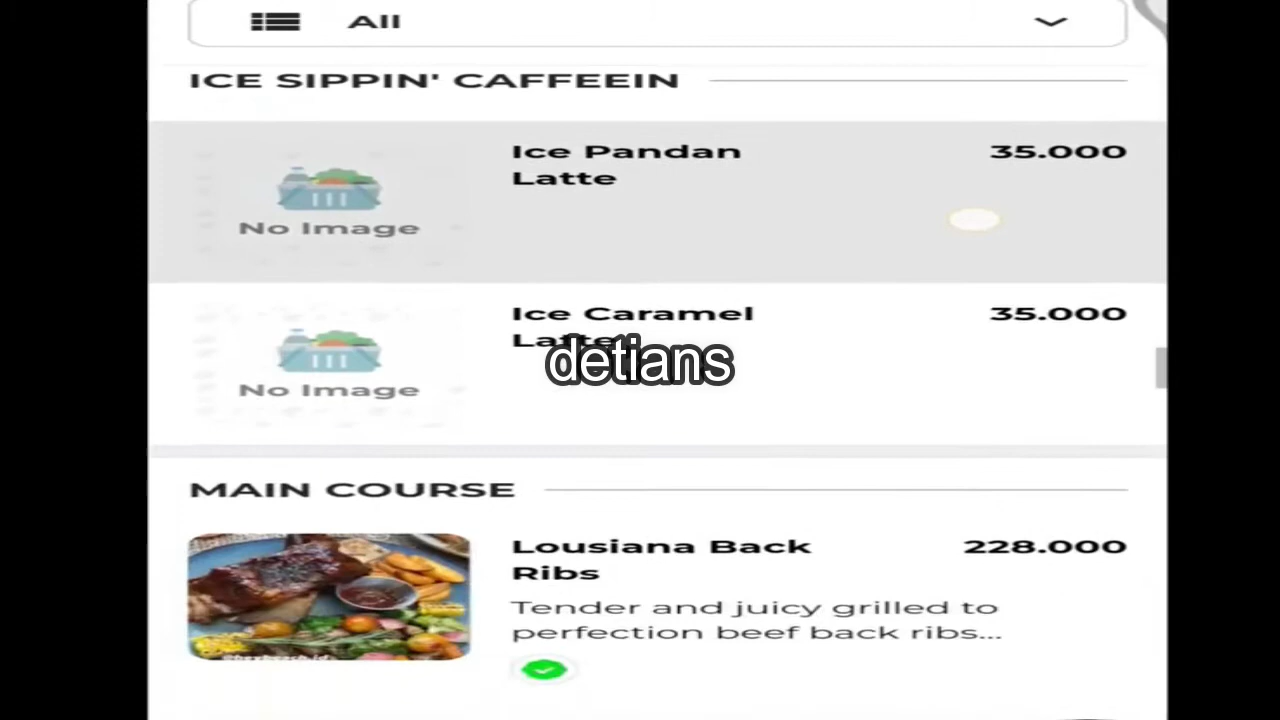 All
ICE SIPPIN' CAFFEEIN
Ice Pandan
Latte
35.000
No Image
Ice Caramel
Latte
35.000
detians
No Image
MAIN COURSE
Lousiana Back
Ribs
228.000
Tender and juicy grilled to
perfection beef back ribs...